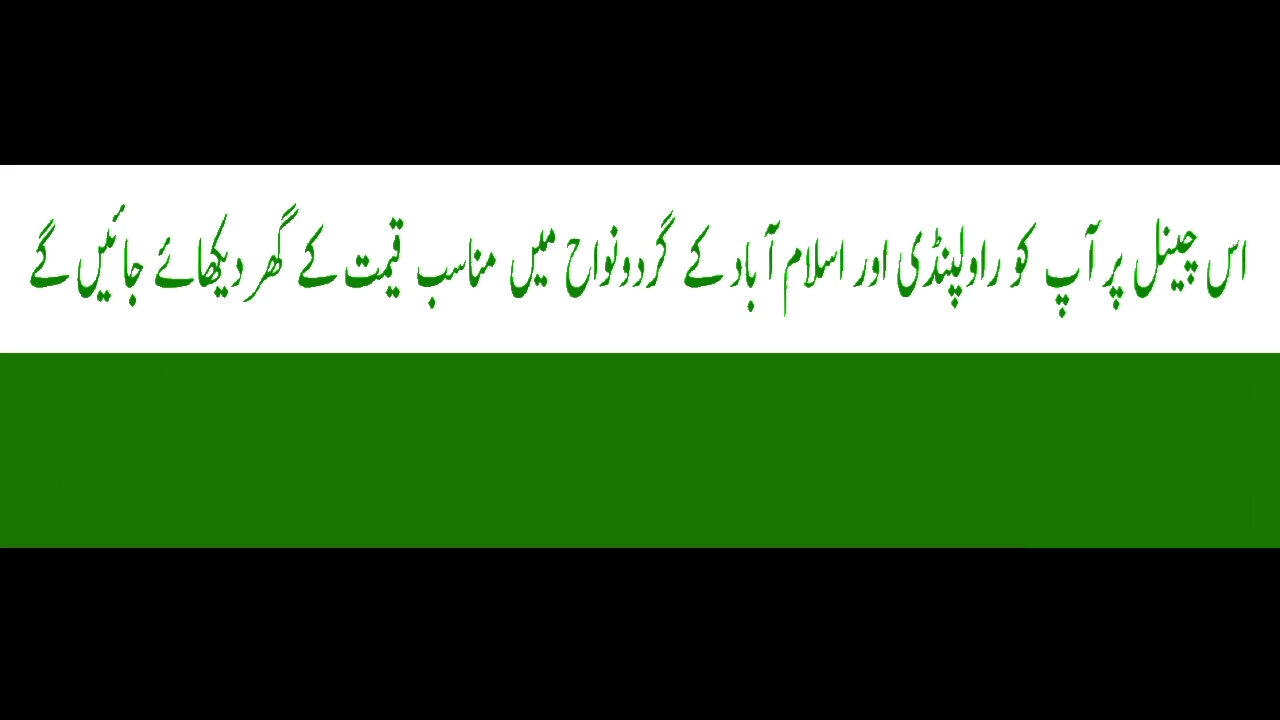 اس چینل پر آپ کو راولپنڈی اور اسلام آباد کے گردونواح میں مناسب قیمت کے گھر دیکھائے جائیں گے